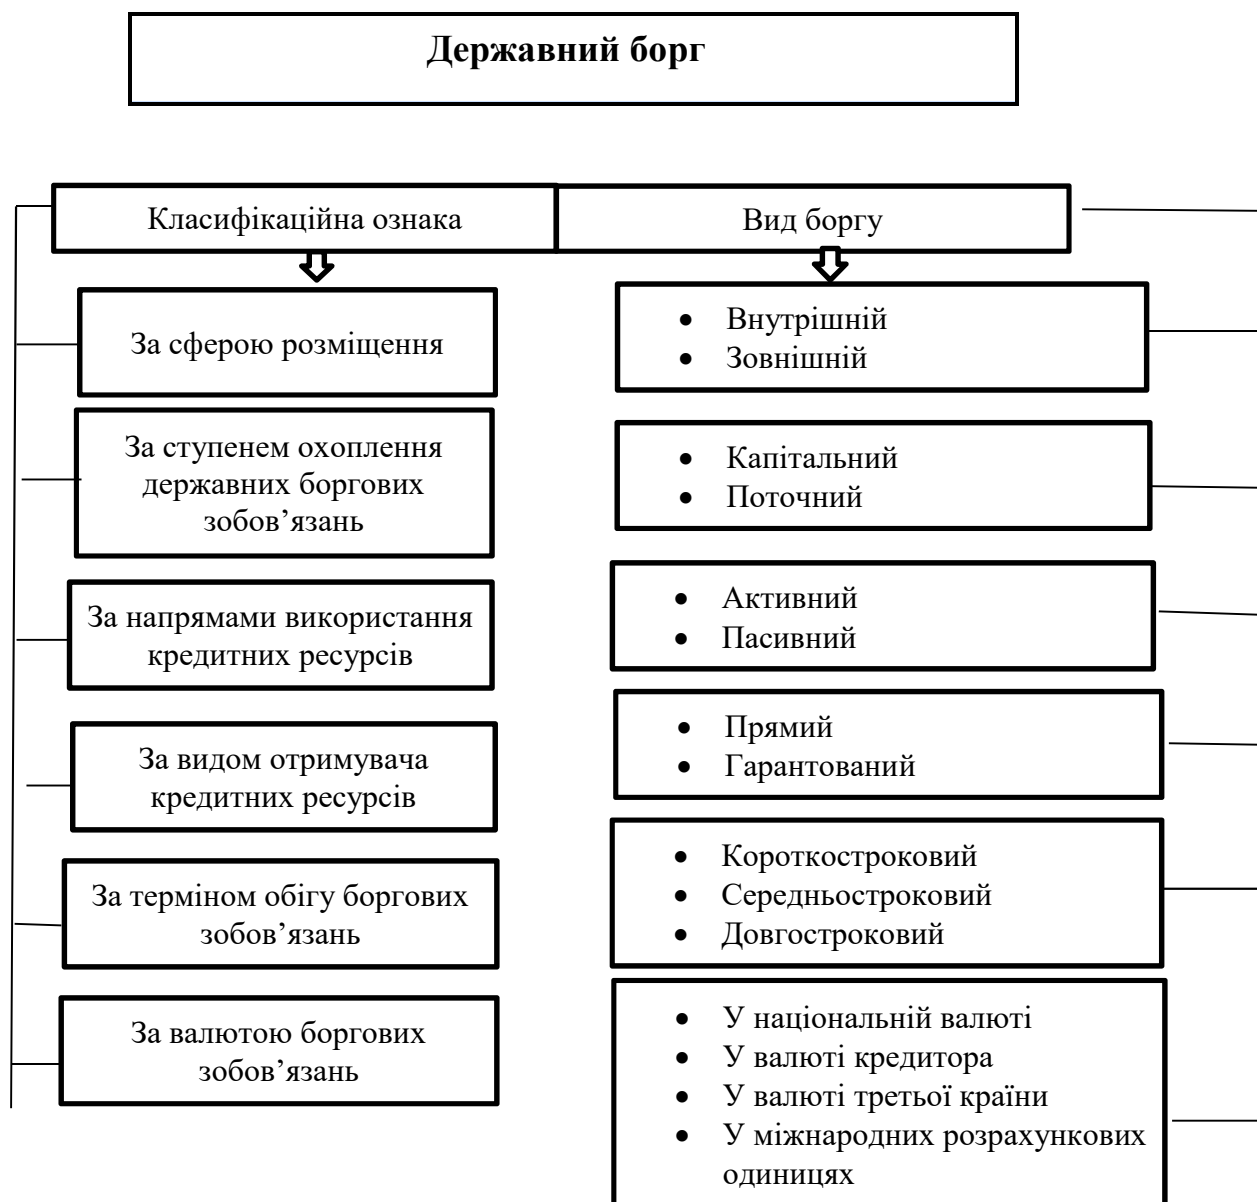 Державний борг
Класифікаційна ознака
Вид боргу
За сферою розміщення
• Внутрішній
• Зовнішній
За ступенем охоплення
державних боргових
зобов’язань
• Капітальний
• Поточний
За напрямами використання
кредитних ресурсів
• Активний
• Пасивний
За видом отримувача
кредитних ресурсів
• Прямий
• Гарантований
За терміном обігу боргових
зобов’язань
• Короткостроковий
• Середньостроковий
• Довгостроковий
За валютою боргових
зобов’язань
• У національній валюті
• У валюті кредитора
• У валюті третьої країни
• У міжнародних розрахункових
одиницях